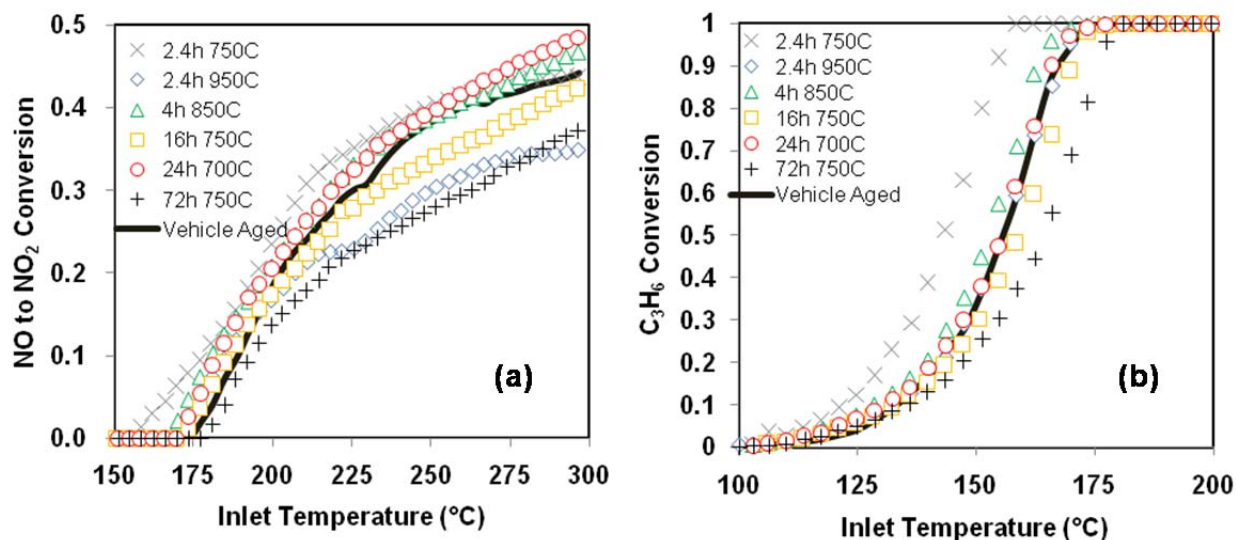 NO to NO₂ Conversion
0.5
0.4
0.3
0.2
0.1
0.0
2.4h 750C
2.4h 950C
4h 850C
16h 750C
24h 700C
72h 750C
Vehicle Aged
(a)
150 175 200 225 250 275 300
Inlet Temperature (°C)
C₃H₆ Conversion
1
0.9
0.8
0.7
0.6
0.5
0.4
0.3
0.2
0.1
0
2.4h 750C
2.4h 950C
4h 850C
16h 750C
24h 700C
72h 750C
Vehicle Aged
(b)
100 125 150 175 200
Inlet Temperature (°C)